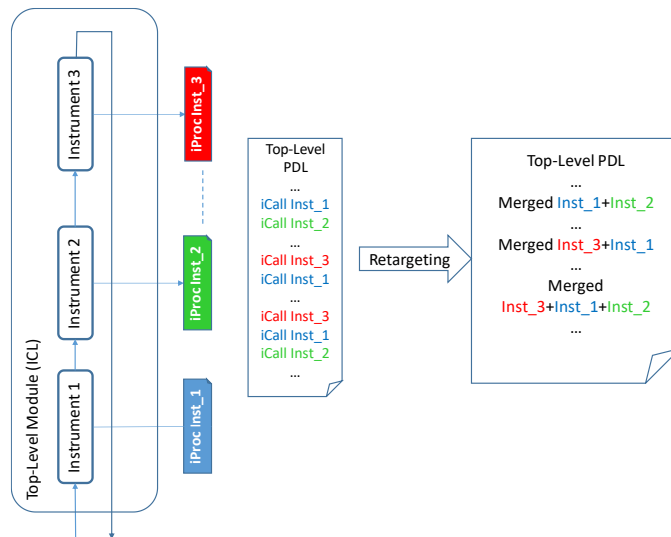 Top-Level Module (ICL)
Instrument 3
Instrument 2
Instrument 1
iProc Inst_3
iProc Inst_2
iProc Inst_1
Top-Level
PDL
...
iCall Inst_1
iCall Inst_2
...
iCall Inst_3
iCall Inst_1
...
iCall Inst_3
iCall Inst_1
iCall Inst_2
...
Retargeting
Top-Level PDL
...
Merged Inst_1+Inst_2
...
Merged Inst_3+Inst_1
...
Merged
Inst_3+Inst_1+Inst_2
...